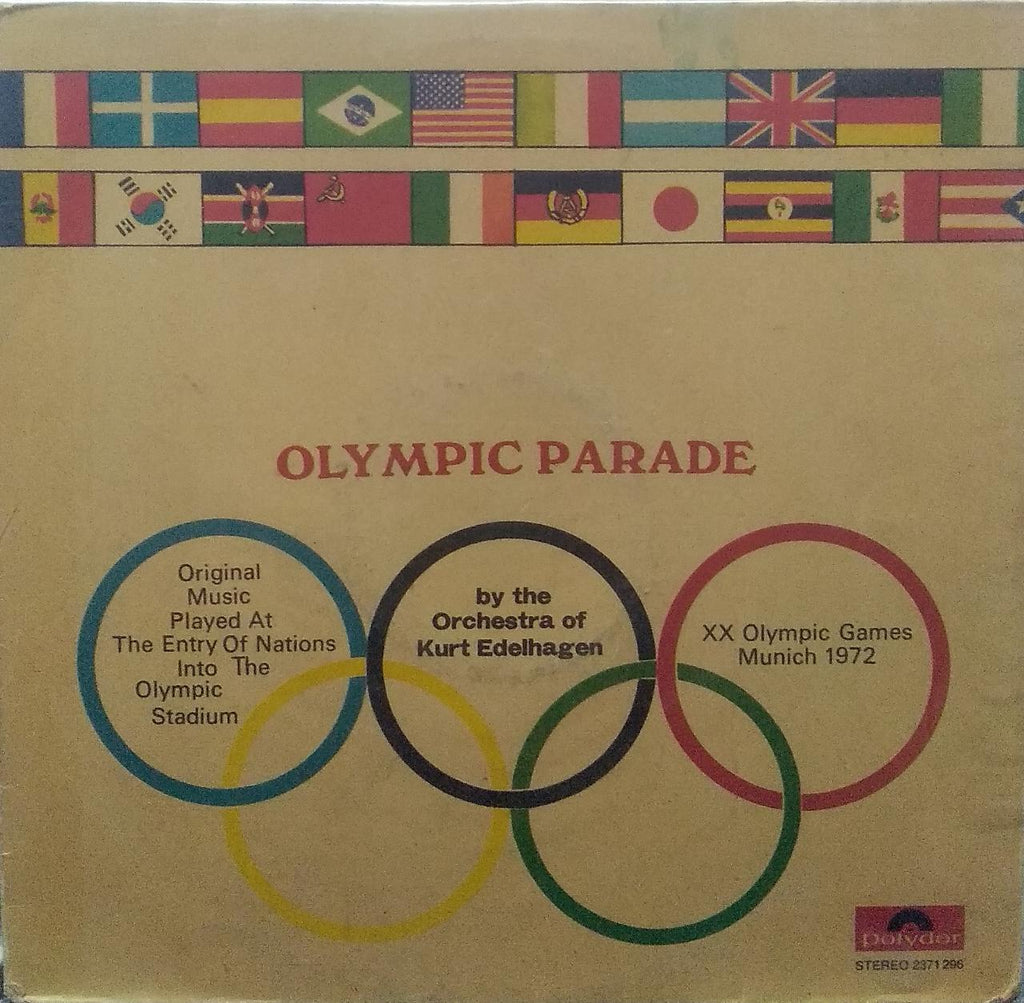 OLYMPIC PARADE
Original
Music
Played At
The Entry Of Nations
Into The
Olympic
Stadium
by the
Orchestra of
Kurt Edelhagen
XX Olympic Games
Munich 1972
Polydor
STEREO 2371 296